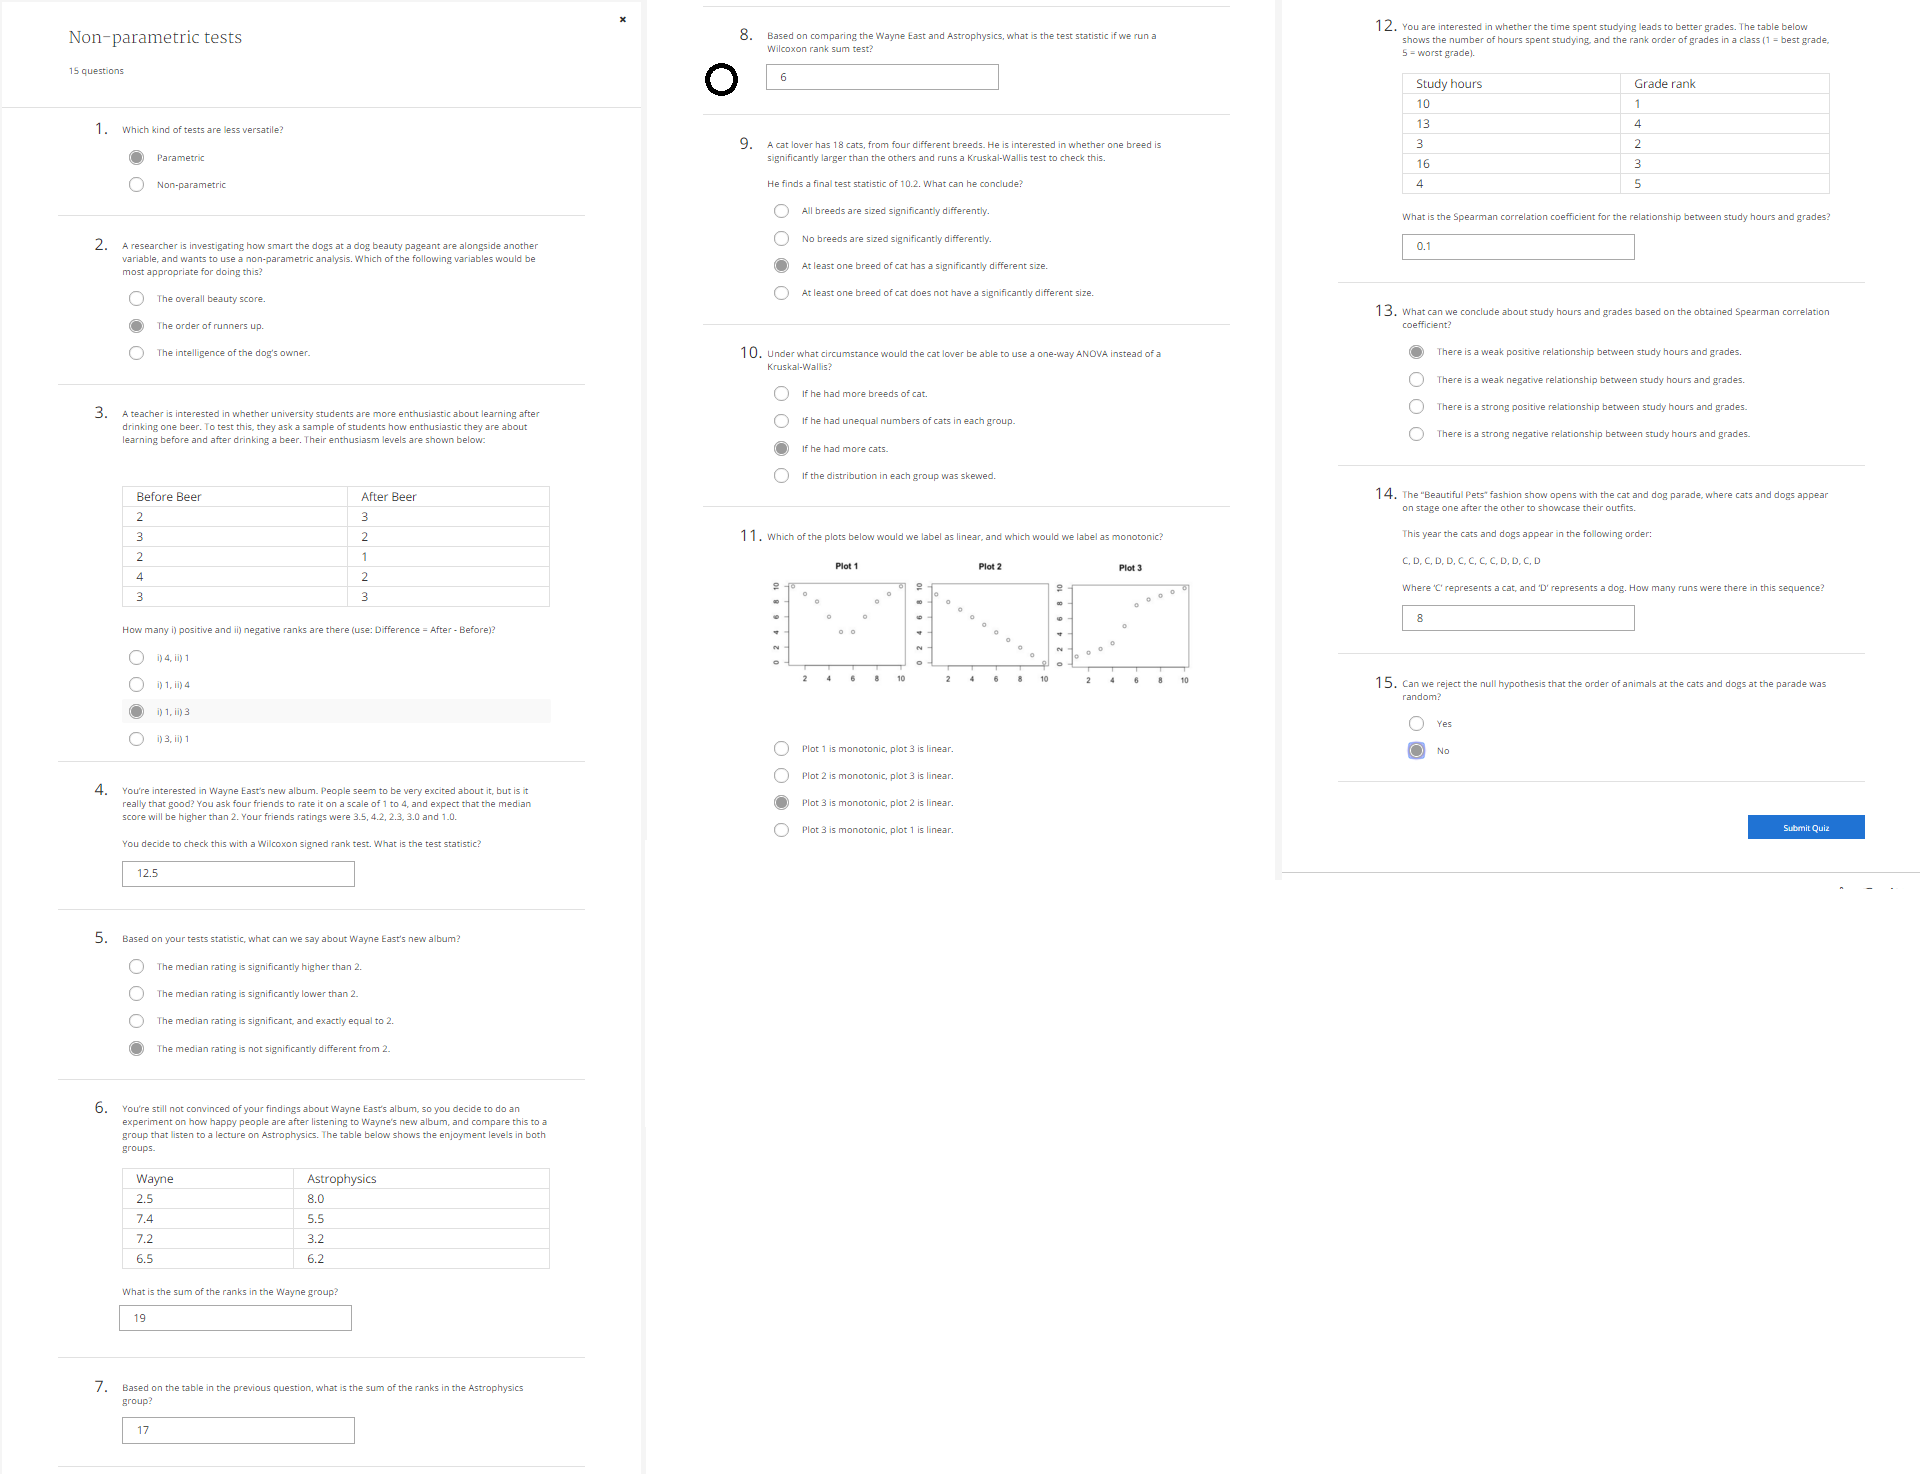 Non-parametric tests
15 questions
×
1. Which kind of tests are less versatile?
Parametric
Non-parametric
2. A researcher is investigating how smart the dogs at a dog beauty pageant are alongside another
variable, and wants to use a non-parametric analysis. Which of the following variables would be
most appropriate for doing this?
The overall beauty score.
The order of runners up.
The intelligence of the dog's owner.
3. A teacher is interested in whether university students are more enthusiastic about learning after
drinking one beer. To test this, they ask a sample of students how enthusiastic they are about
learning before and after drinking a beer. Their enthusiasm levels are shown below:
Before Beer After Beer
2 3
3 2
2 1
4 2
3 3
How many i) positive and ii) negative ranks are there (use: Difference = After - Before)?
i) 4, ii) 1
i) 1, ii) 4
i) 1, ii) 3
i) 3, ii) 1
4. You're interested in Wayne East's new album. People seem to be very excited about it, but is it
really that good? You ask four friends to rate it on a scale of 1 to 4, and expect that the median
score will be higher than 2. Your friends ratings were 3.5, 4.2, 2.3, 3.0 and 1.0.
You decide to check this with a Wilcoxon signed rank test. What is the test statistic?
12.5
5. Based on your tests statistic, what can we say about Wayne East's new album?
The median rating is significantly higher than 2.
The median rating is significantly lower than 2.
The median rating is significant, and exactly equal to 2.
The median rating is not significantly different from 2.
6. You're still not convinced of your findings about Wayne East's album, so you decide to do an
experiment on how happy people are after listening to Wayne's new album, and compare this to a
group that listen to a lecture on Astrophysics. The table below shows the enjoyment levels in both
groups.
Wayne Astrophysics
2.5 8.0
7.4 5.5
7.2 3.2
6.5 6.2
What is the sum of the ranks in the Wayne group?
19
7. Based on the table in the previous question, what is the sum of the ranks in the Astrophysics
group?
17
8. Based on comparing the Wayne East and Astrophysics, what is the test statistic if we run a
Wilcoxon rank sum test?
6
9. A cat lover has 18 cats, from four different breeds. He is interested in whether one breed is
significantly larger than the others and runs a Kruskal-Wallis test to check this.
He finds a final test statistic of 10.2. What can he conclude?
All breeds are sized significantly differently.
No breeds are sized significantly differently.
At least one breed of cat has a significantly different size.
At least one breed of cat does not have a significantly different size.
10. Under what circumstance would the cat lover be able to use a one-way ANOVA instead of a
Kruskal-Wallis?
If he had more breeds of cat.
If he had unequal numbers of cats in each group.
If he had more cats.
If the distribution in each group was skewed.
11. Which of the plots below would we label as linear, and which would we label as monotonic?
Plot 1 Plot 2 Plot 3
10 10 10
8 8 8
6 6 6
4 4 4
2 2 2
0 0 0
2 4 6 8 10 2 4 6 8 10 2 4 6 8 10
Plot 1 is monotonic, plot 3 is linear.
Plot 2 is monotonic, plot 3 is linear.
Plot 3 is monotonic, plot 2 is linear.
Plot 3 is monotonic, plot 1 is linear.
12. You are interested in whether the time spent studying leads to better grades. The table below
shows the number of hours spent studying, and the rank order of grades in a class (1 = best grade,
5 = worst grade).
Study hours Grade rank
10 1
13 4
3 2
16 3
4 5
What is the Spearman correlation coefficient for the relationship between study hours and grades?
0.1
13. What can we conclude about study hours and grades based on the obtained Spearman correlation
coefficient?
There is a weak positive relationship between study hours and grades.
There is a weak negative relationship between study hours and grades.
There is a strong positive relationship between study hours and grades.
There is a strong negative relationship between study hours and grades.
14. The "Beautiful Pets" fashion show opens with the cat and dog parade, where cats and dogs appear
on stage one after the other to showcase their outfits.
This year the cats and dogs appear in the following order:
C, D, C, D, D, C, C, C, C, D, D, C, D
Where 'C' represents a cat, and 'D' represents a dog. How many runs were there in this sequence?
8
15. Can we reject the null hypothesis that the order of animals at the cats and dogs at the parade was
random?
Yes
No
Submit Quiz